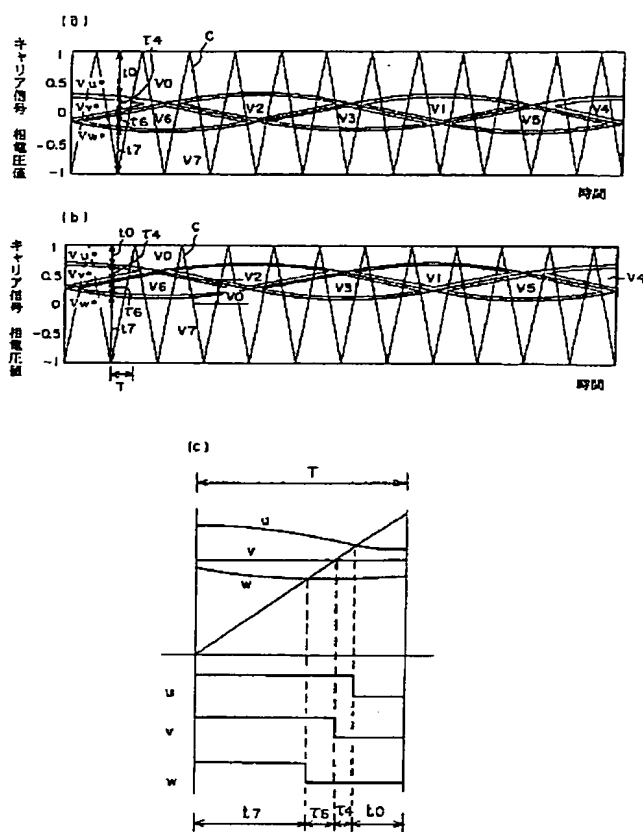 (a)
キャリア信号 相電圧値
1
0.5
0
-0.5
-1
Vu*
Vv*
Vw*
t0
τ4
τ6
t7
C
V0
V6
V7
V2
V3
V1
V5
V4
時間
(b)
キャリア信号 相電圧値
1
0.5
0
-0.5
-1
Vu*
Vv*
Vw*
t0
τ4
τ6
t7
C
V0
V6
V0
V7
V2
V3
V1
V5
V4
T
時間
(c)
T
u
v
w
u
v
w
t7
τ6
τ4
t0